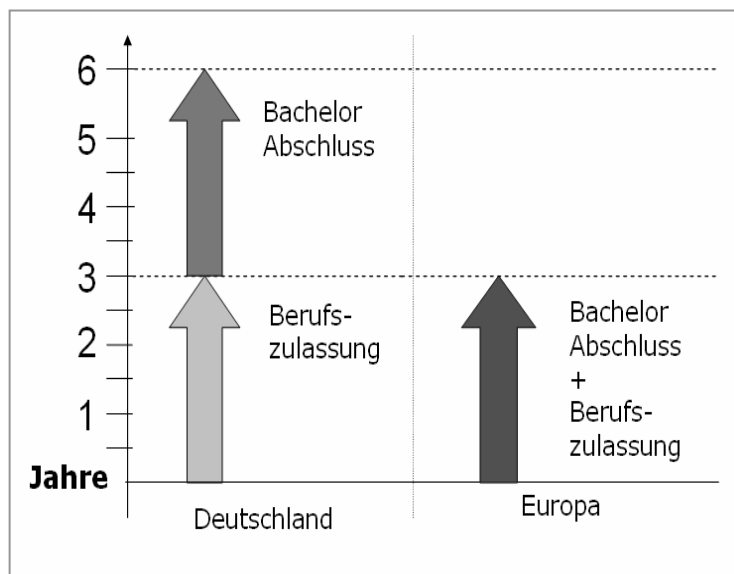 6
Bachelor
Abschluss
5
4
3
Berufs-
zulassung
2
1
Jahre
Deutschland
Bachelor
Abschluss
+
Berufs-
zulassung
Europa